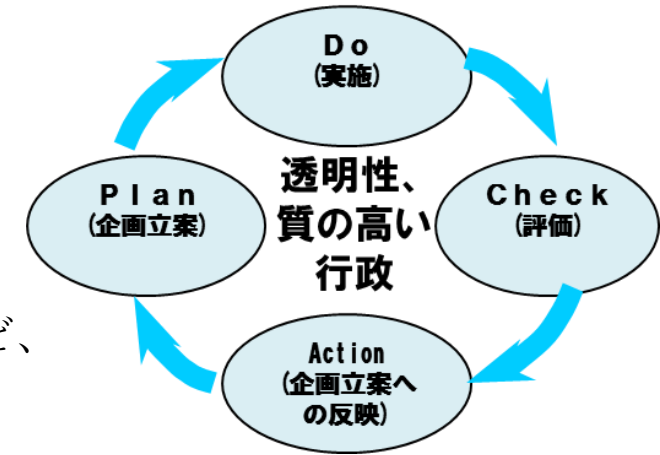 Ｄｏ
(実施)
Ｐｌａｎ
(企画立案)
透明性、
質の高い
行政
Ｃｈｅｃｋ
(評価)
ど、
Action
(企画立案へ
の反映)